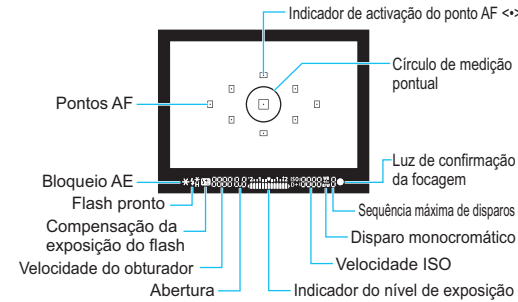 Indicador de activação do ponto AF <•>
Círculo de medição
pontual
Pontos AF
Bloqueio AE
Luz de confirmação
da focagem
Flash pronto
Sequência máxima de disparos
Compensação da
exposição do flash
Disparo monocromático
Velocidade do obturador
Velocidade ISO
Abertura
Indicador do nível de exposição